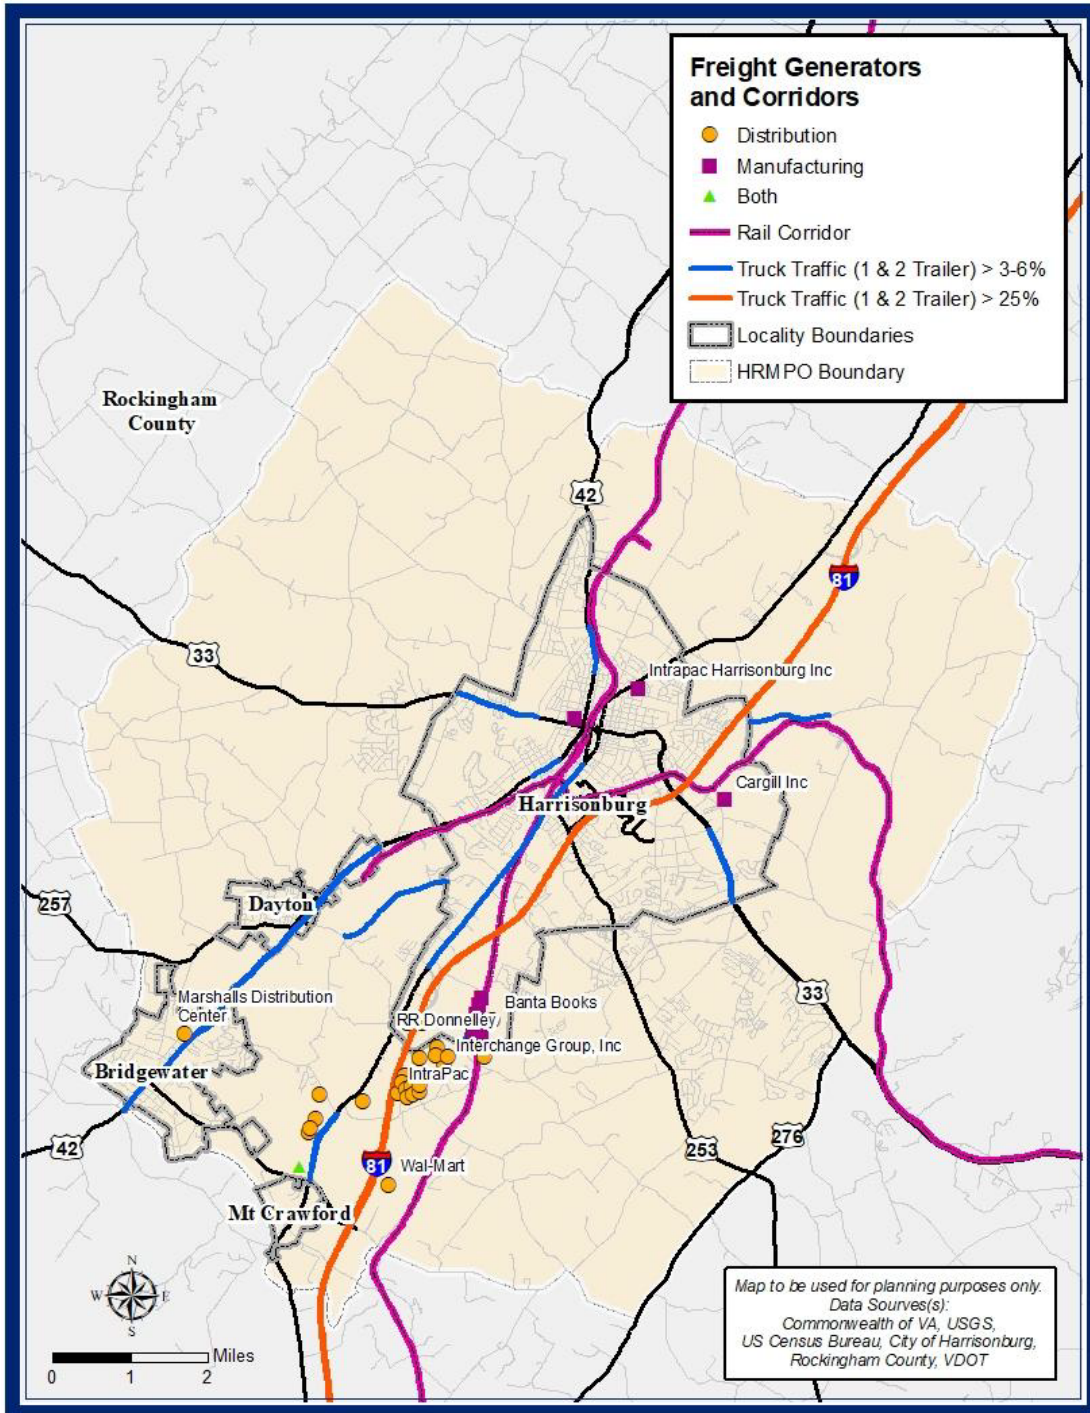 Freight Generators
and Corridors
Distribution
Manufacturing
Both
Rail Corridor
Truck Traffic (1 & 2 Trailer) > 3-6%
Truck Traffic (1 & 2 Trailer) > 25%
Locality Boundaries
HRMPO Boundary
Rockingham
County
42
81
33
Intrapac Harrisonburg Inc
Cargill Inc
Harrisonburg
257
Dayton
33
Marshalls Distribution
Center
Banta Books
RR Donnelley
Interchange Group, Inc
IntraPac
Bridgewater
42
276
253
81
Wal-Mart
Mt Crawford
N
W
E
S
Miles
0
1
2
Map to be used for planning purposes only.
Data Sourves(s):
Commonwealth of VA, USGS,
US Census Bureau, City of Harrisonburg,
Rockingham County, VDOT